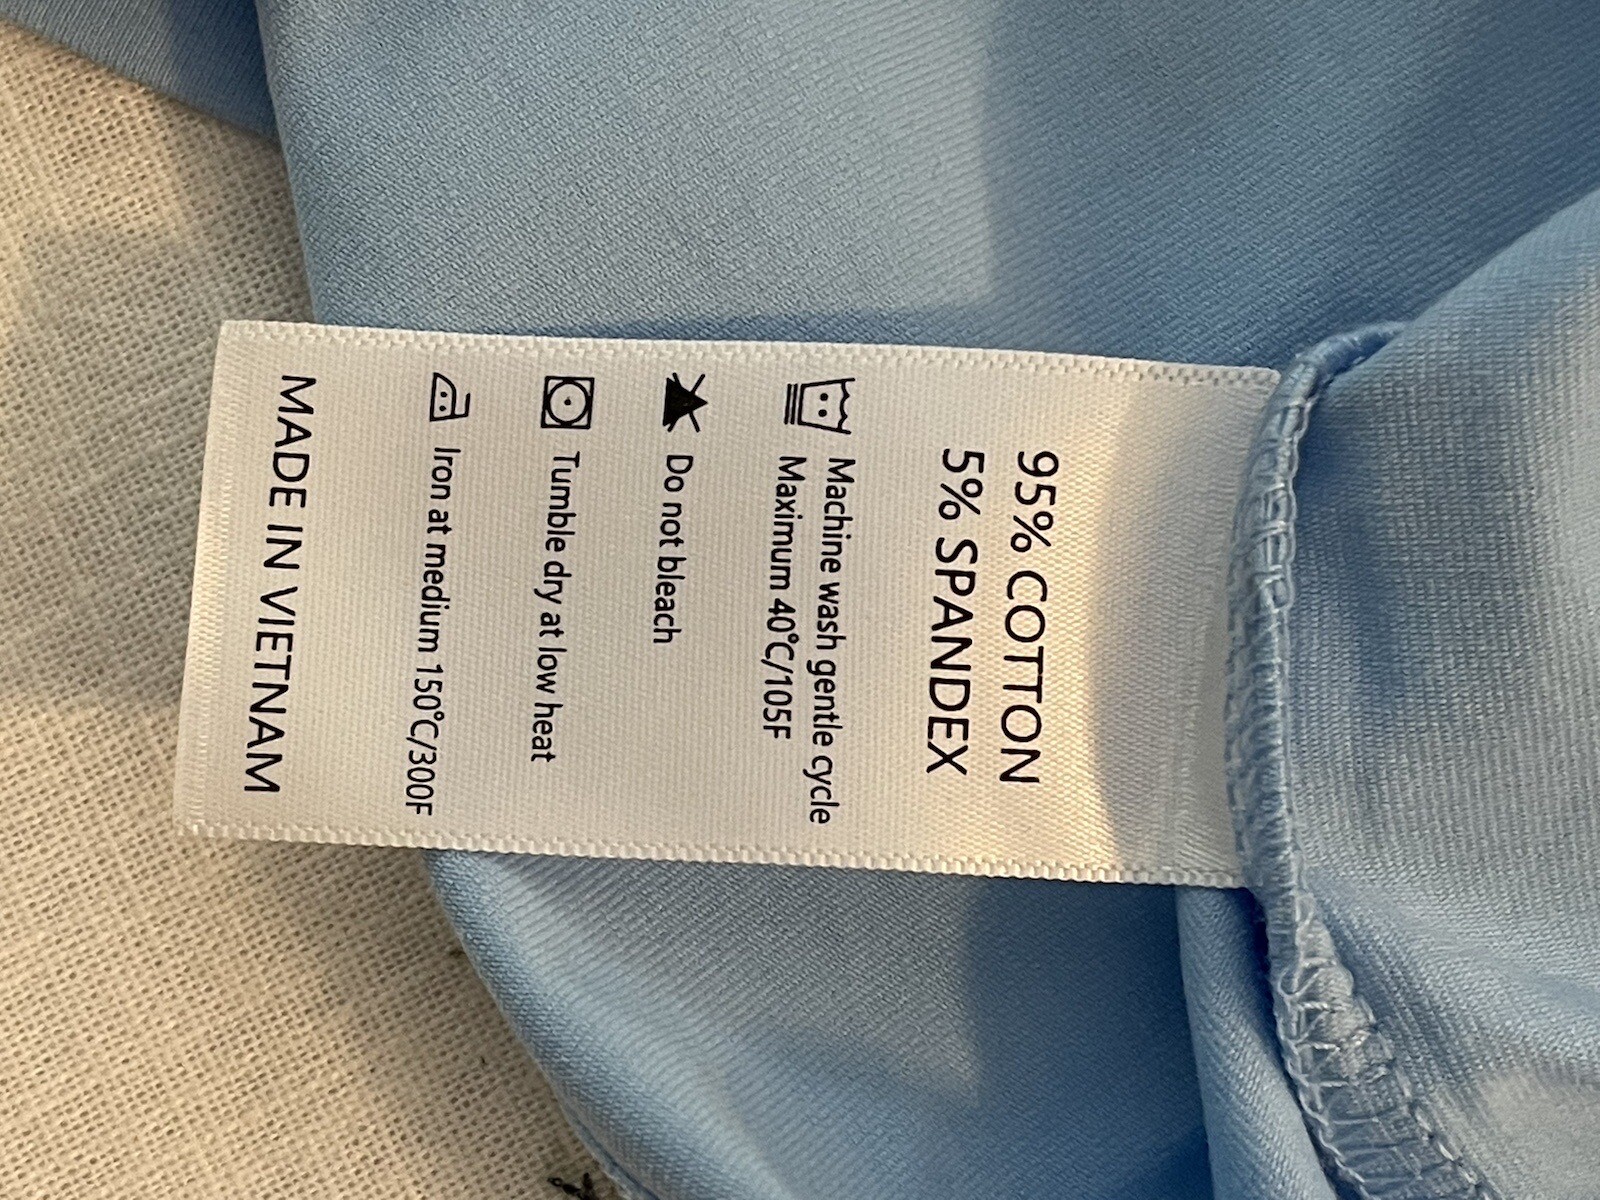 95% COTTON
5% SPANDEX
Machine wash gentle cycle
Maximum 40°C/105F
Do not bleach
Tumble dry at low heat
Iron at medium 150°C/300F
MADE IN VIETNAM